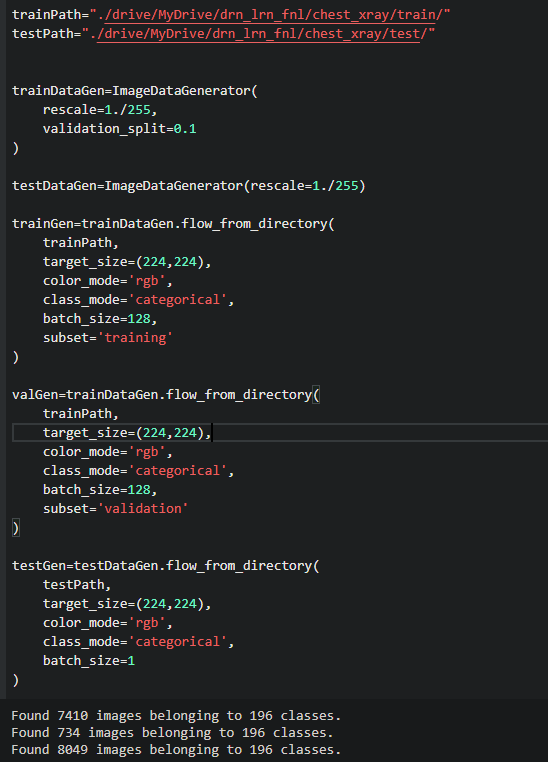 trainPath="./drive/MyDrive/drn_lrn_fnl/chest_xray/train/"
testPath="./drive/MyDrive/drn_lrn_fnl/chest_xray/test/"
trainDataGen=ImageDataGenerator(
    rescale=1./255,
    validation_split=0.1
)
testDataGen=ImageDataGenerator(rescale=1./255)
trainGen=trainDataGen.flow_from_directory(
    trainPath,
    target_size=(224,224),
    color_mode='rgb',
    class_mode='categorical',
    batch_size=128,
    subset='training'
)
valGen=trainDataGen.flow_from_directory(
    trainPath,
    target_size=(224,224),
    color_mode='rgb',
    class_mode='categorical',
    batch_size=128,
    subset='validation'
)
testGen=testDataGen.flow_from_directory(
    testPath,
    target_size=(224,224),
    color_mode='rgb',
    class_mode='categorical',
    batch_size=1
)
Found 7410 images belonging to 196 classes.
Found 734 images belonging to 196 classes.
Found 8049 images belonging to 196 classes.